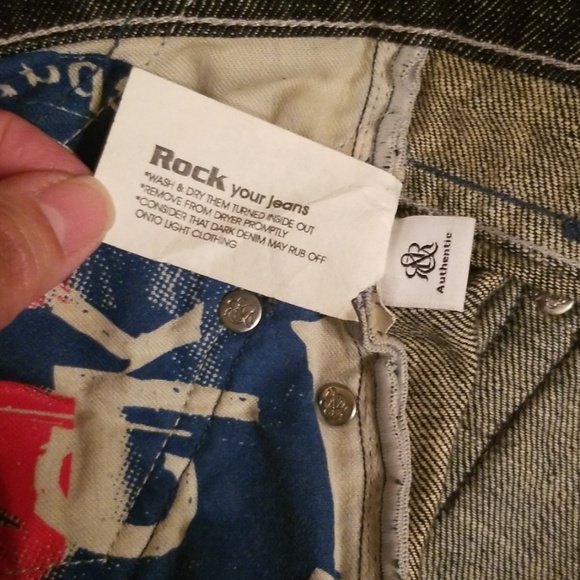 Rock your jeans
*WASH & DRY THEM TURNED INSIDE OUT
*REMOVE FROM DRYER PROMPTLY
*CONSIDER THAT DARK DENIM MAY RUB OFF
ONTO LIGHT CLOTHING
R&R
Authentic